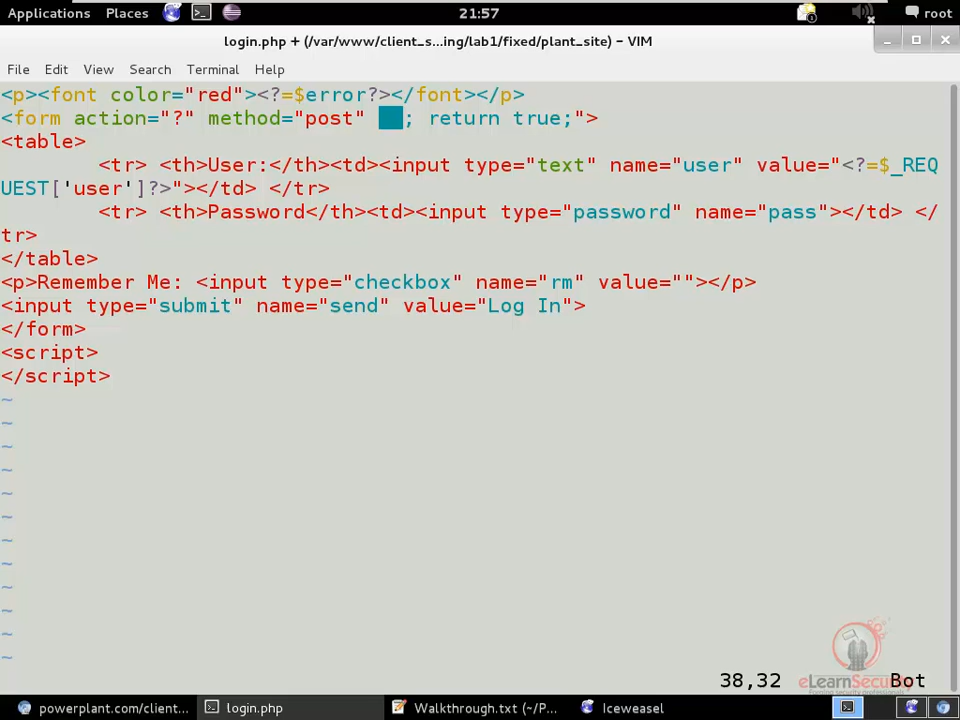 Applications Places 21:57 root
login.php + (/var/www/client_s...ing/lab1/fixed/plant_site) - VIM
File Edit View Search Terminal Help
<p><font color="red"><?=$error?></font></p>
<form action="?" method="post" ; return true;">
<table>
<tr> <th>User:</th><td><input type="text" name="user" value="<?=$_REQ
UEST['user']?>"></td> </tr>
<tr> <th>Password</th><td><input type="password" name="pass"></td> </
tr>
</table>
<p>Remember Me: <input type="checkbox" name="rm" value=""></p>
<input type="submit" name="send" value="Log In">
</form>
<script>
</script>
~
~
~
~
~
~
~
~
~
~
~
~
38,32 Bot
eLearnSecurity
powerplant.com/client... login.php Walkthrough.txt (~/P... Iceweasel